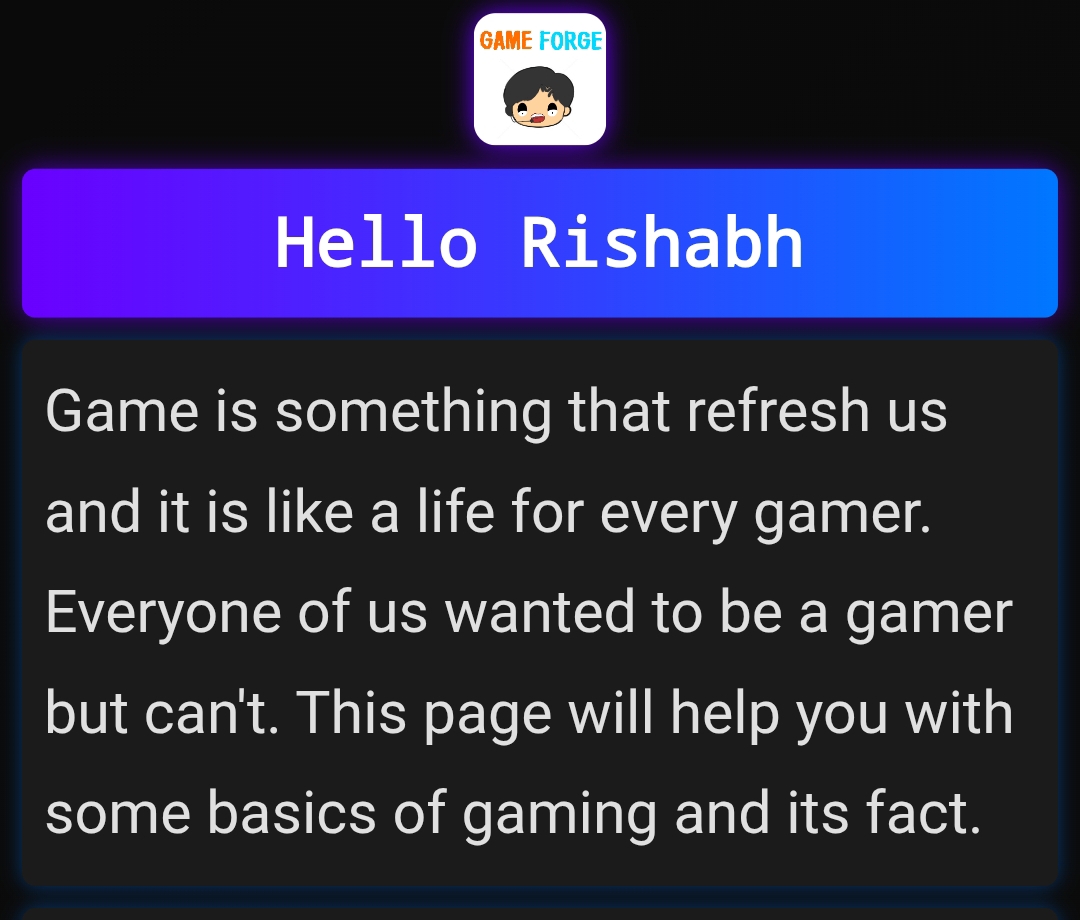 GAME FORGE
Hello Rishabh
Game is something that refresh us
and it is like a life for every gamer.
Everyone of us wanted to be a gamer
but can't. This page will help you with
some basics of gaming and its fact.